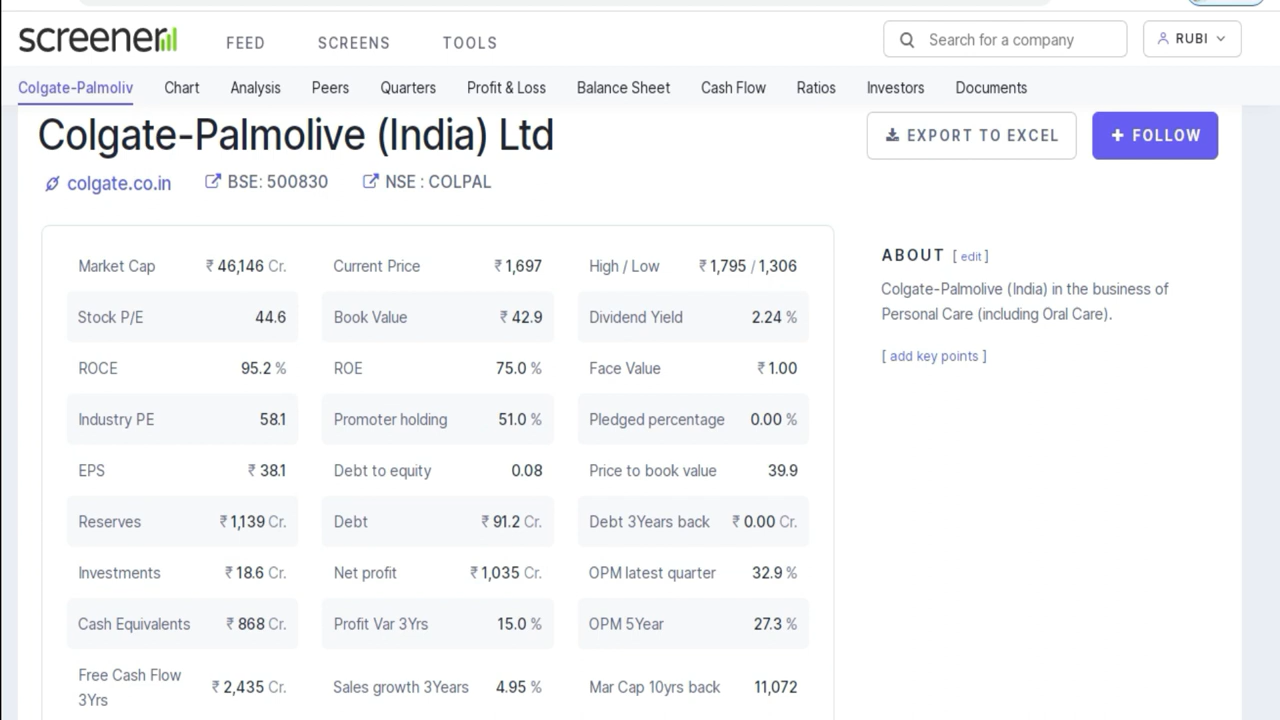 screener
FEED SCREENS TOOLS
Search for a company
RUBI
Colgate-Palmoliv Chart Analysis Peers Quarters Profit & Loss Balance Sheet Cash Flow Ratios Investors Documents
Colgate-Palmolive (India) Ltd
EXPORT TO EXCEL
+ FOLLOW
colgate.co.in BSE: 500830 NSE : COLPAL
Market Cap ₹ 46,146 Cr. Current Price ₹ 1,697 High / Low ₹ 1,795 / 1,306
Stock P/E 44.6 Book Value ₹ 42.9 Dividend Yield 2.24 %
ROCE 95.2 % ROE 75.0 % Face Value ₹ 1.00
Industry PE 58.1 Promoter holding 51.0 % Pledged percentage 0.00 %
EPS ₹ 38.1 Debt to equity 0.08 Price to book value 39.9
Reserves ₹ 1,139 Cr. Debt ₹ 91.2 Cr. Debt 3Years back ₹ 0.00 Cr.
Investments ₹ 18.6 Cr. Net profit ₹ 1,035 Cr. OPM latest quarter 32.9 %
Cash Equivalents ₹ 868 Cr. Profit Var 3Yrs 15.0 % OPM 5Year 27.3 %
Free Cash Flow
3Yrs ₹ 2,435 Cr. Sales growth 3Years 4.95 % Mar Cap 10yrs back 11,072
ABOUT [ edit ]
Colgate-Palmolive (India) in the business of
Personal Care (including Oral Care).
[ add key points ]